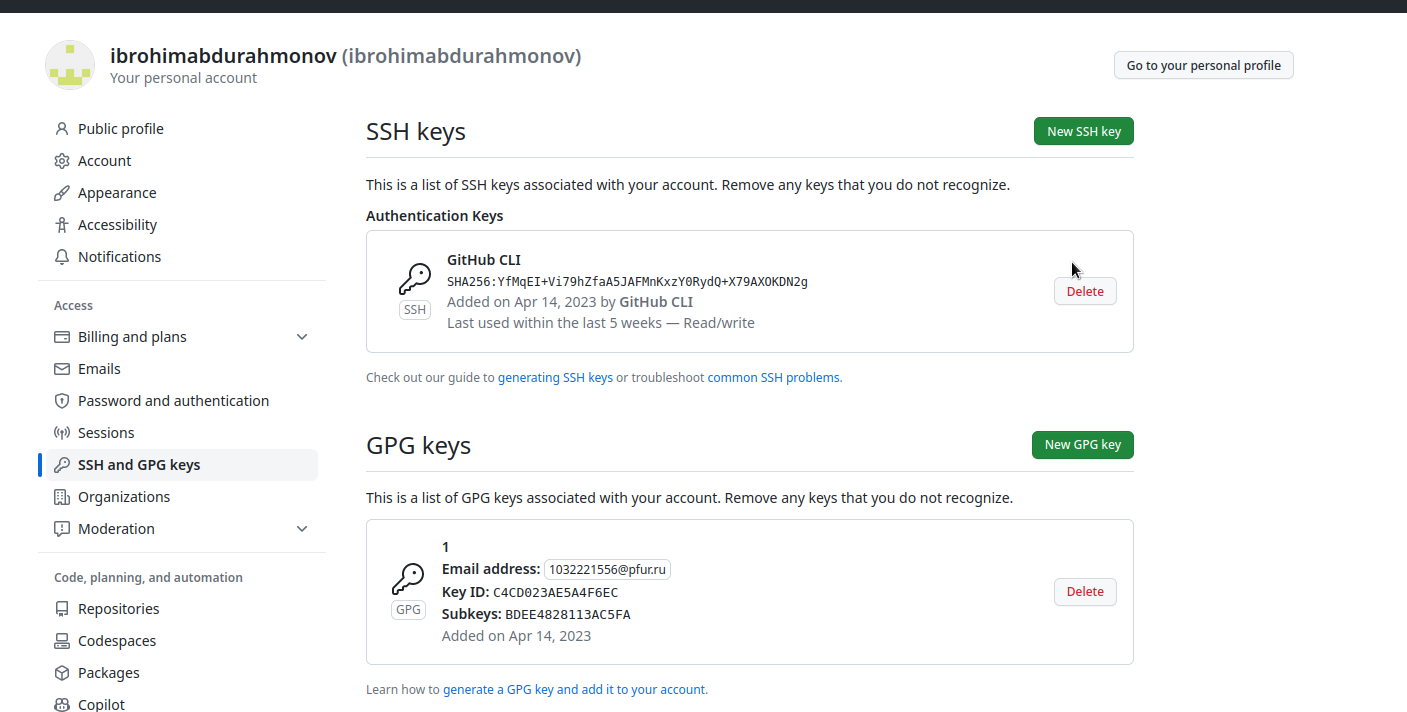 ibrohimabdurahmonov (ibrohimabdurahmonov)
Your personal account
Go to your personal profile
Public profile
Account
Appearance
Accessibility
Notifications
Access
Billing and plans
Emails
Password and authentication
Sessions
SSH and GPG keys
Organizations
Moderation
Code, planning, and automation
Repositories
Codespaces
Packages
Copilot
SSH keys
New SSH key
This is a list of SSH keys associated with your account. Remove any keys that you do not recognize.
Authentication Keys
GitHub CLI
SHA256:YfMqEI+Vi79hZfaA5JAFMnKxzY0RydQ+X79AXOKDN2g
Added on Apr 14, 2023 by GitHub CLI
Last used within the last 5 weeks — Read/write
SSH
Delete
Check out our guide to generating SSH keys or troubleshoot common SSH problems.
GPG keys
New GPG key
This is a list of GPG keys associated with your account. Remove any keys that you do not recognize.
1
Email address: 1032221556@pfur.ru
Key ID: C4CD023AE5A4F6EC
Subkeys: BDEE4828113AC5FA
Added on Apr 14, 2023
GPG
Delete
Learn how to generate a GPG key and add it to your account.